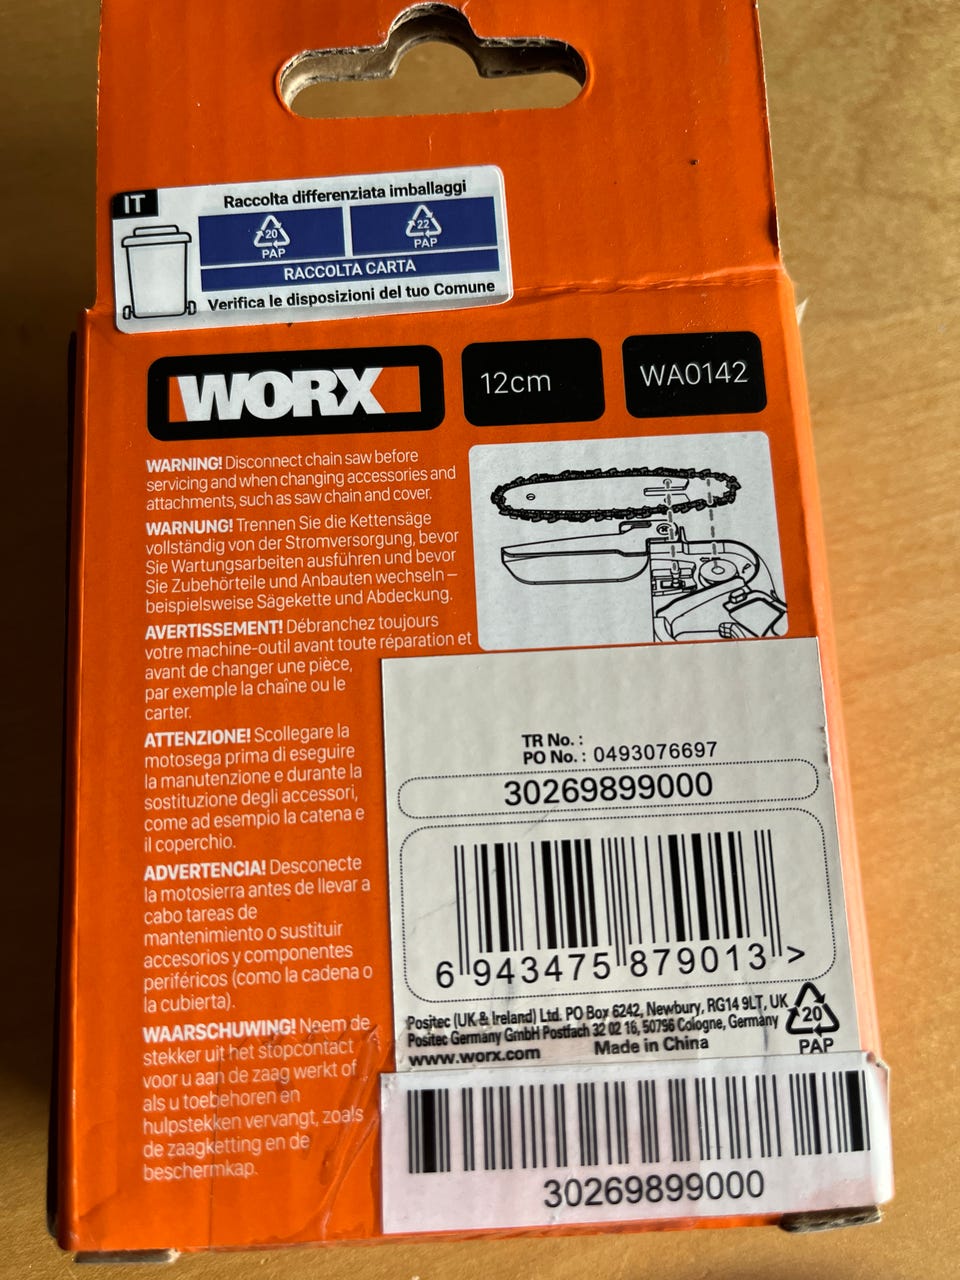 IT
Raccolta differenziata imballaggi
20
PAP
22
PAP
RACCOLTA CARTA
Verifica le disposizioni del tuo Comune
WORX
12cm
WA0142
WARNING! Disconnect chain saw before
servicing and when changing accessories and
attachments, such as saw chain and cover.
WARNUNG! Trennen Sie die Kettensäge
vollständig von der Stromversorgung, bevor
Sie Wartungsarbeiten ausführen und bevor
Sie Zubehörteile und Anbauten wechseln –
beispielsweise Sägekette und Abdeckung.
AVERTISSEMENT! Débranchez toujours
votre machine-outil avant toute réparation et
avant de changer une pièce,
par exemple la chaîne ou le
carter.
ATTENZIONE! Scollegare la
motosega prima di eseguire
la manutenzione e durante la
sostituzione degli accessori,
come ad esempio la catena e
il coperchio.
ADVERTENCIA! Desconecte
la motosierra antes de llevar a
cabo tareas de
mantenimiento o sustituir
accesorios y componentes
periféricos (como la cadena o
la cubierta).
WAARSCHUWING! Neem de
stekker uit het stopcontact
voor u aan de zaag werkt of
als u toebehoren en
hulpstekken vervangt, zoals
de zaagketting en de
beschermkap.
TR No. :
PO No. : 0493076697
30269899000
6 943475 879013 >
Positec (UK & Ireland) Ltd. PO Box 6242, Newbury, RG14 9LT, UK
Positec Germany GmbH Postfach 32 02 16, 50796 Cologne, Germany
www.worx.com Made in China
20
PAP
30269899000